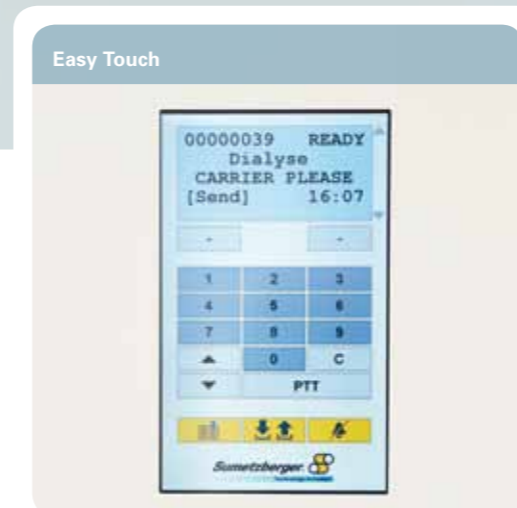 Easy Touch
00000039 READY
Dialyse
CARRIER PLEASE
[Send] 16:07
- -
1 2 3
4 5 6
7 8 9
0 C
PTT
Sumetzberger